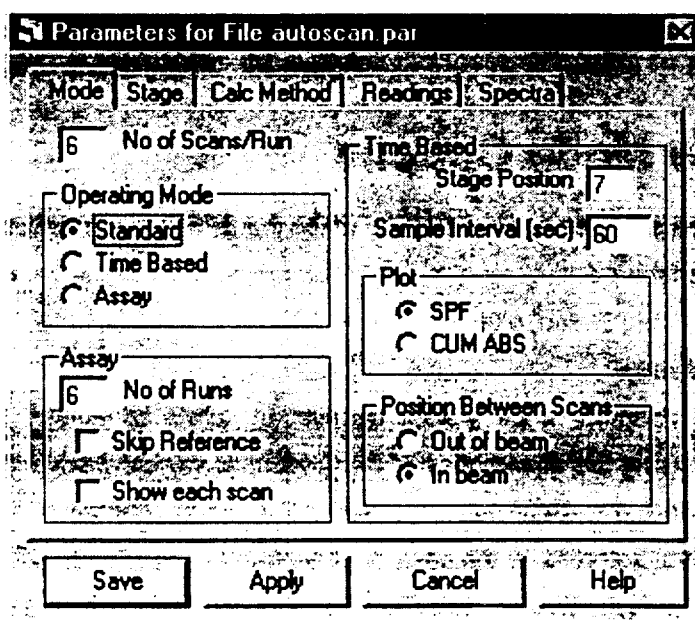 Parameters for File autoscan.par
Mode Stage Calc Method Readings Spectra
6 No of Scans/Run
Operating Mode
Standard
Time Based
Assay
Assay
6 No of Runs
Skip Reference
Show each scan
Time Based
Stage Position 7
Sample Interval (sec) 60
Plot
SPF
CUM ABS
Position Between Scans
Out of beam
In beam
Save Apply Cancel Help